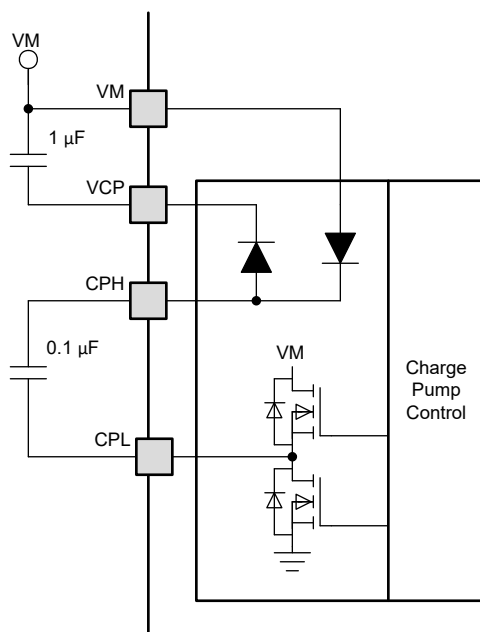 VM
VM
1 µF
VCP
CPH
0.1 µF
VM
Charge
Pump
Control
CPL